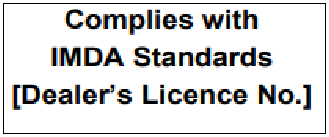 Complies with
IMDA Standards
[Dealer’s Licence No.]